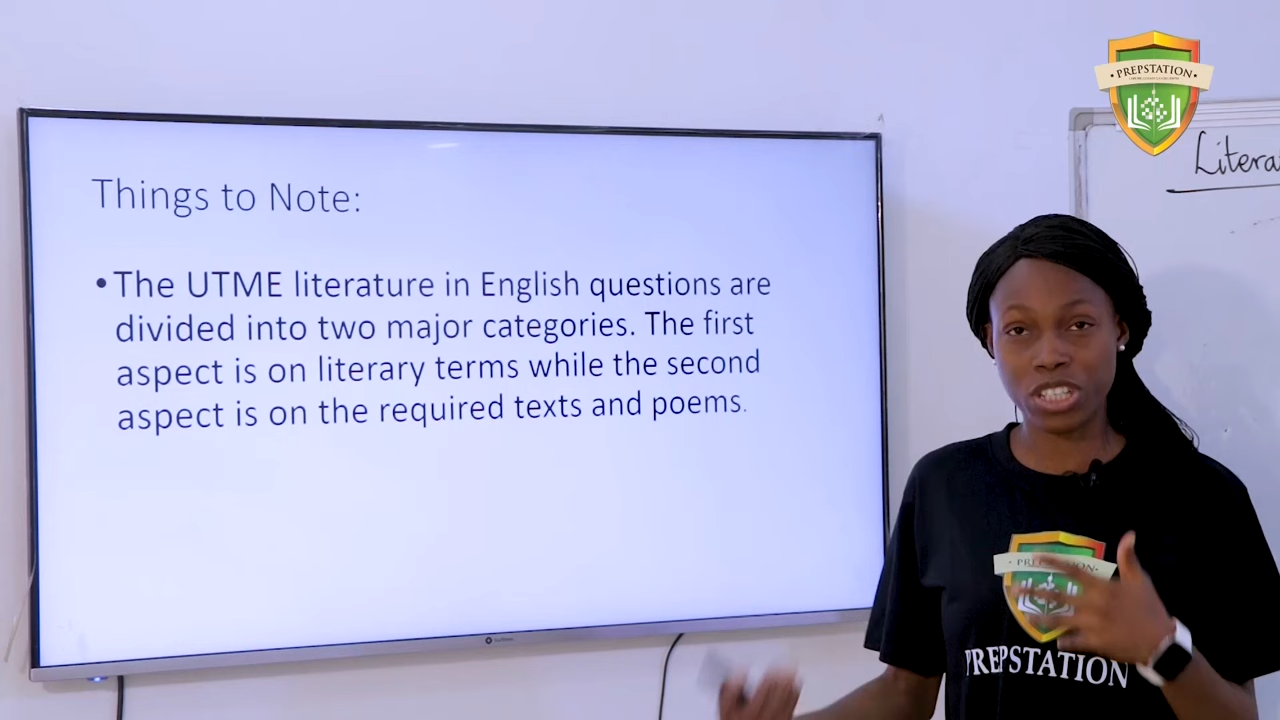 PREPSTATION
Litera
Things to Note:
•The UTME literature in English questions are
divided into two major categories. The first
aspect is on literary terms while the second
aspect is on the required texts and poems.
PREPSTATION